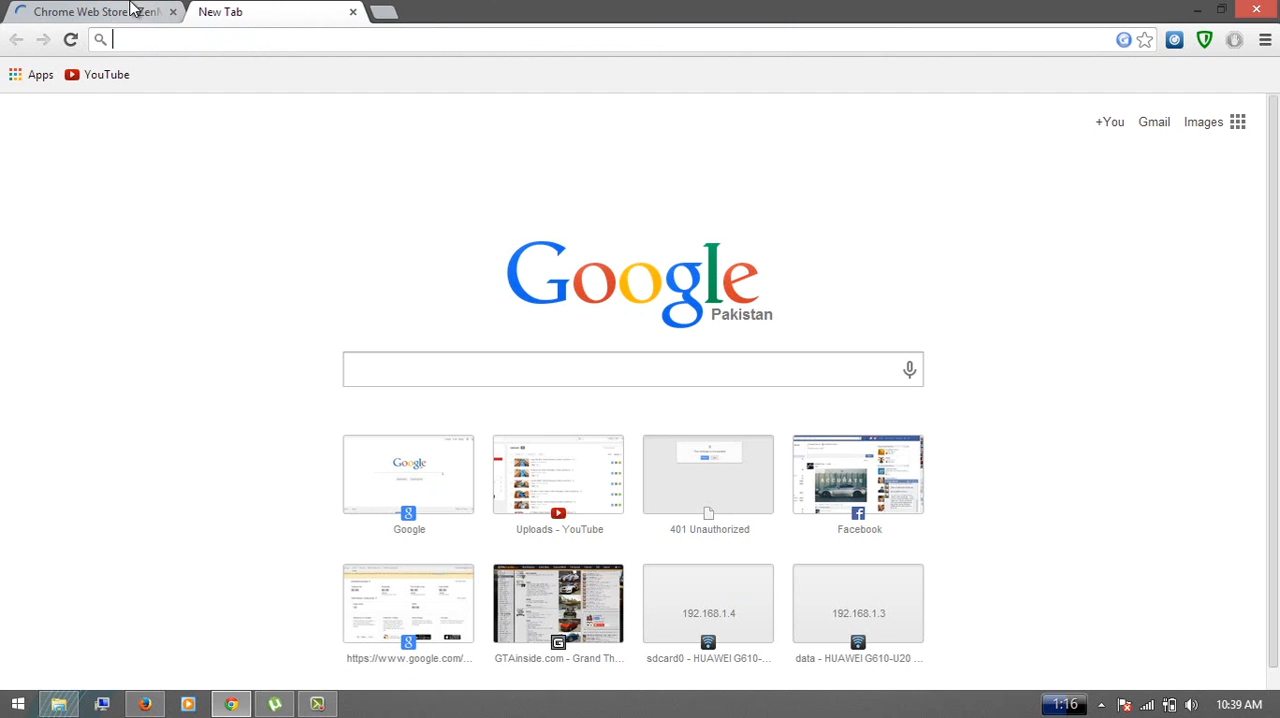 Chrome Web Store
New Tab
Apps
YouTube
+You
Gmail
Images
Google
Pakistan
Google
Uploads - YouTube
401 Unauthorized
Facebook
192.168.1.4
192.168.1.3
https://www.google.com/...
GTAinside.com - Grand Th...
sdcard0 - HUAWEI G610-...
data - HUAWEI G610-U20 ...
1:16
10:39 AM